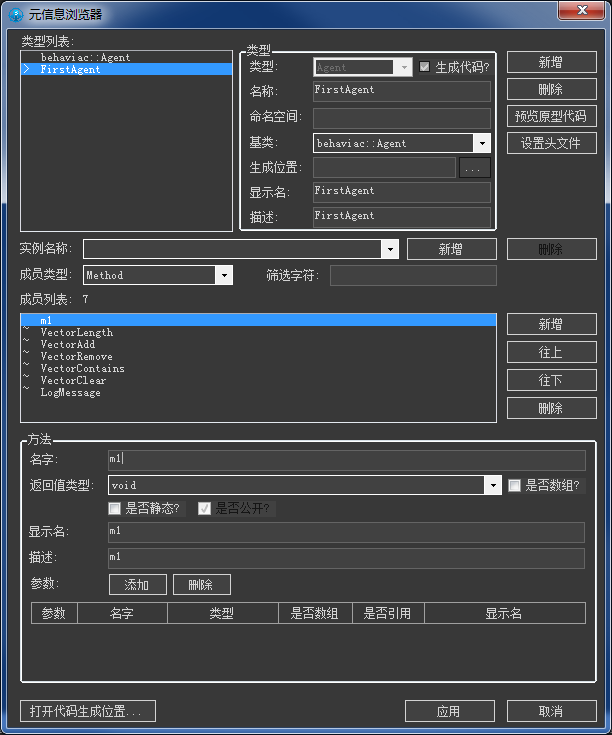 元信息浏览器
类型列表:
behaviac::Agent
> FirstAgent
类型
类型: Agent 生成代码?
名称: FirstAgent
命名空间:
基类: behaviac::Agent
生成位置: ...
显示名: FirstAgent
描述: FirstAgent
新增
删除
预览原型代码
设置头文件
实例名称: 新增 删除
成员类型: Method 筛选字符:
成员列表: 7
m1
~ VectorLength
~ VectorAdd
~ VectorRemove
~ VectorContains
~ VectorClear
~ LogMessage
新增
往上
往下
删除
方法
名字: m1
返回值类型: void 是否数组?
是否静态? 是否公开?
显示名: m1
描述: m1
参数: 添加 删除
参数 名字 类型 是否数组 是否引用 显示名
打开代码生成位置... 应用 取消